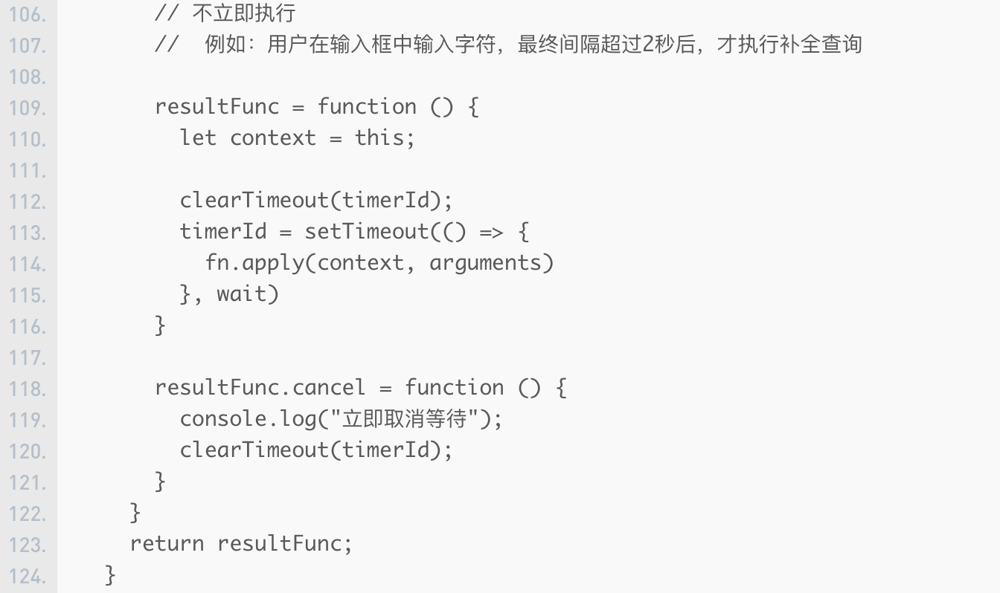 106. // 不立即执行
107. //  例如：用户在输入框中输入字符，最终间隔超过2秒后，才执行补全查询
108.
109. resultFunc = function () {
110.   let context = this;
111.
112.   clearTimeout(timerId);
113.   timerId = setTimeout(() => {
114.     fn.apply(context, arguments)
115.   }, wait)
116. }
117.
118. resultFunc.cancel = function () {
119.   console.log("立即取消等待");
120.   clearTimeout(timerId);
121. }
122. }
123. return resultFunc;
124. }